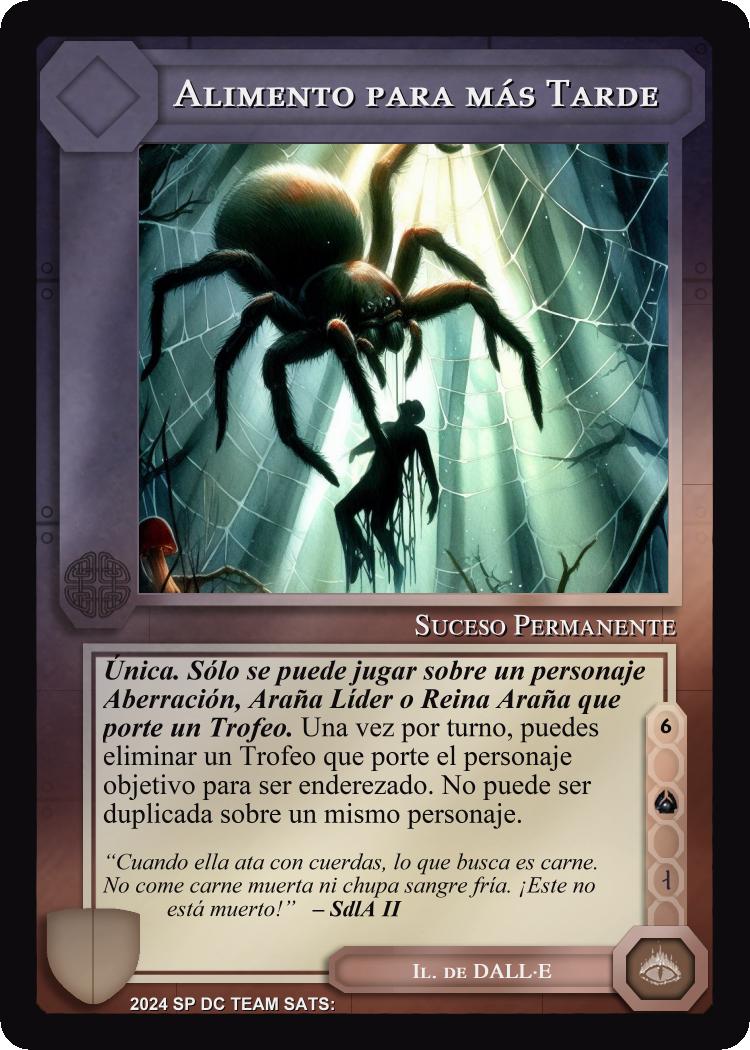 Alimento para más Tarde
Suceso Permanente
Única. Sólo se puede jugar sobre un personaje
Aberración, Araña Líder o Reina Araña que
porte un Trofeo. Una vez por turno, puedes
eliminar un Trofeo que porte el personaje
objetivo para ser enderezado. No puede ser
duplicada sobre un mismo personaje.
6
“Cuando ella ata con cuerdas, lo que busca es carne.
No come carne muerta ni chupa sangre fría. ¡Este no
está muerto!” – SdlA II
Il. de DALL·E
2024 SP DC TEAM SATS: